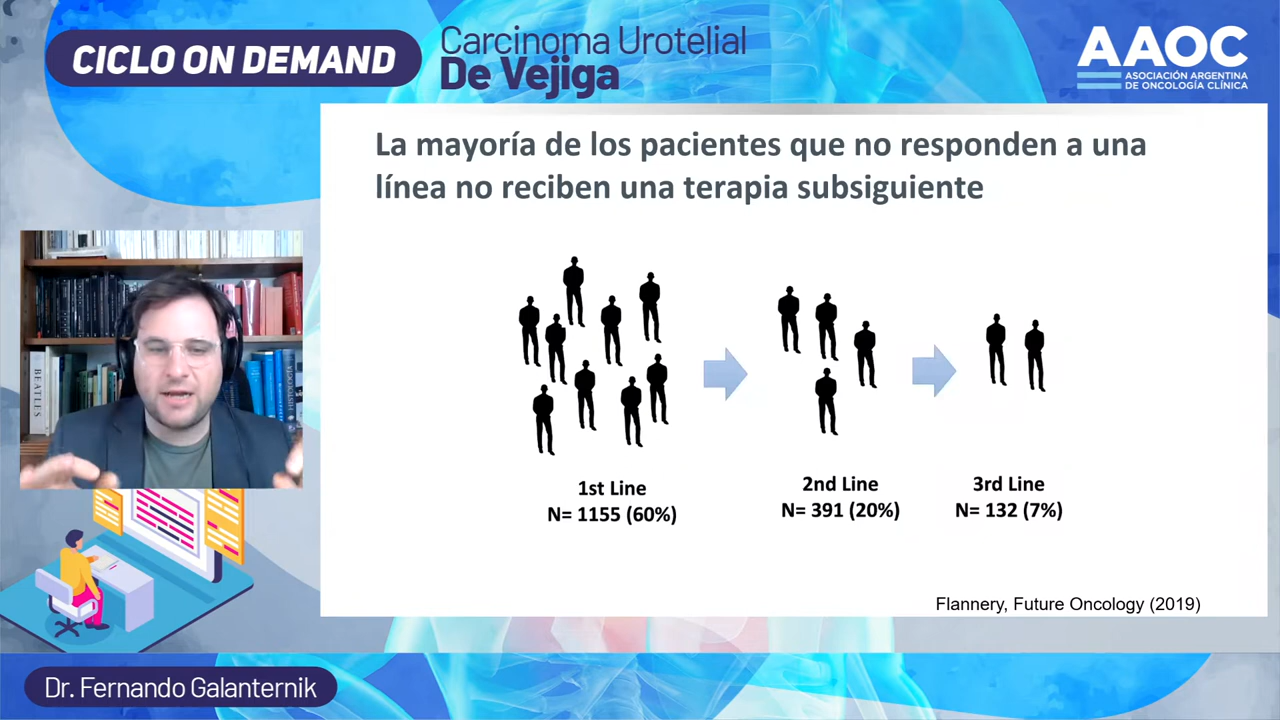 CICLO ON DEMAND
Carcinoma Urotelial
De Vejiga
AAOC
ASOCIACIÓN ARGENTINA
DE ONCOLOGÍA CLÍNICA
La mayoría de los pacientes que no responden a una
línea no reciben una terapia subsiguiente
BEATLES
HISTOLOGIA
1st Line
N= 1155 (60%)
2nd Line
N= 391 (20%)
3rd Line
N= 132 (7%)
Flannery, Future Oncology (2019)
Dr. Fernando Galanternik